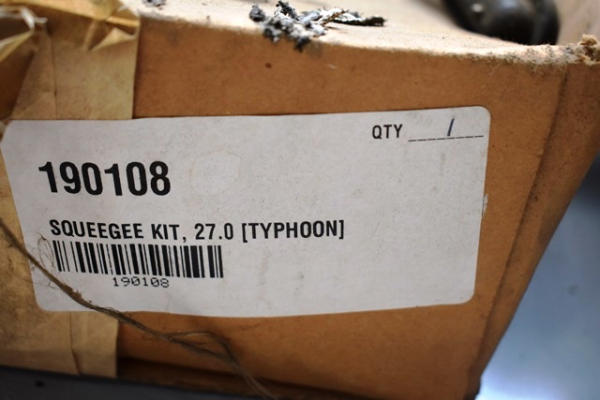 QTY 1
190108
SQUEEGEE KIT, 27.0 [TYPHOON]
190108